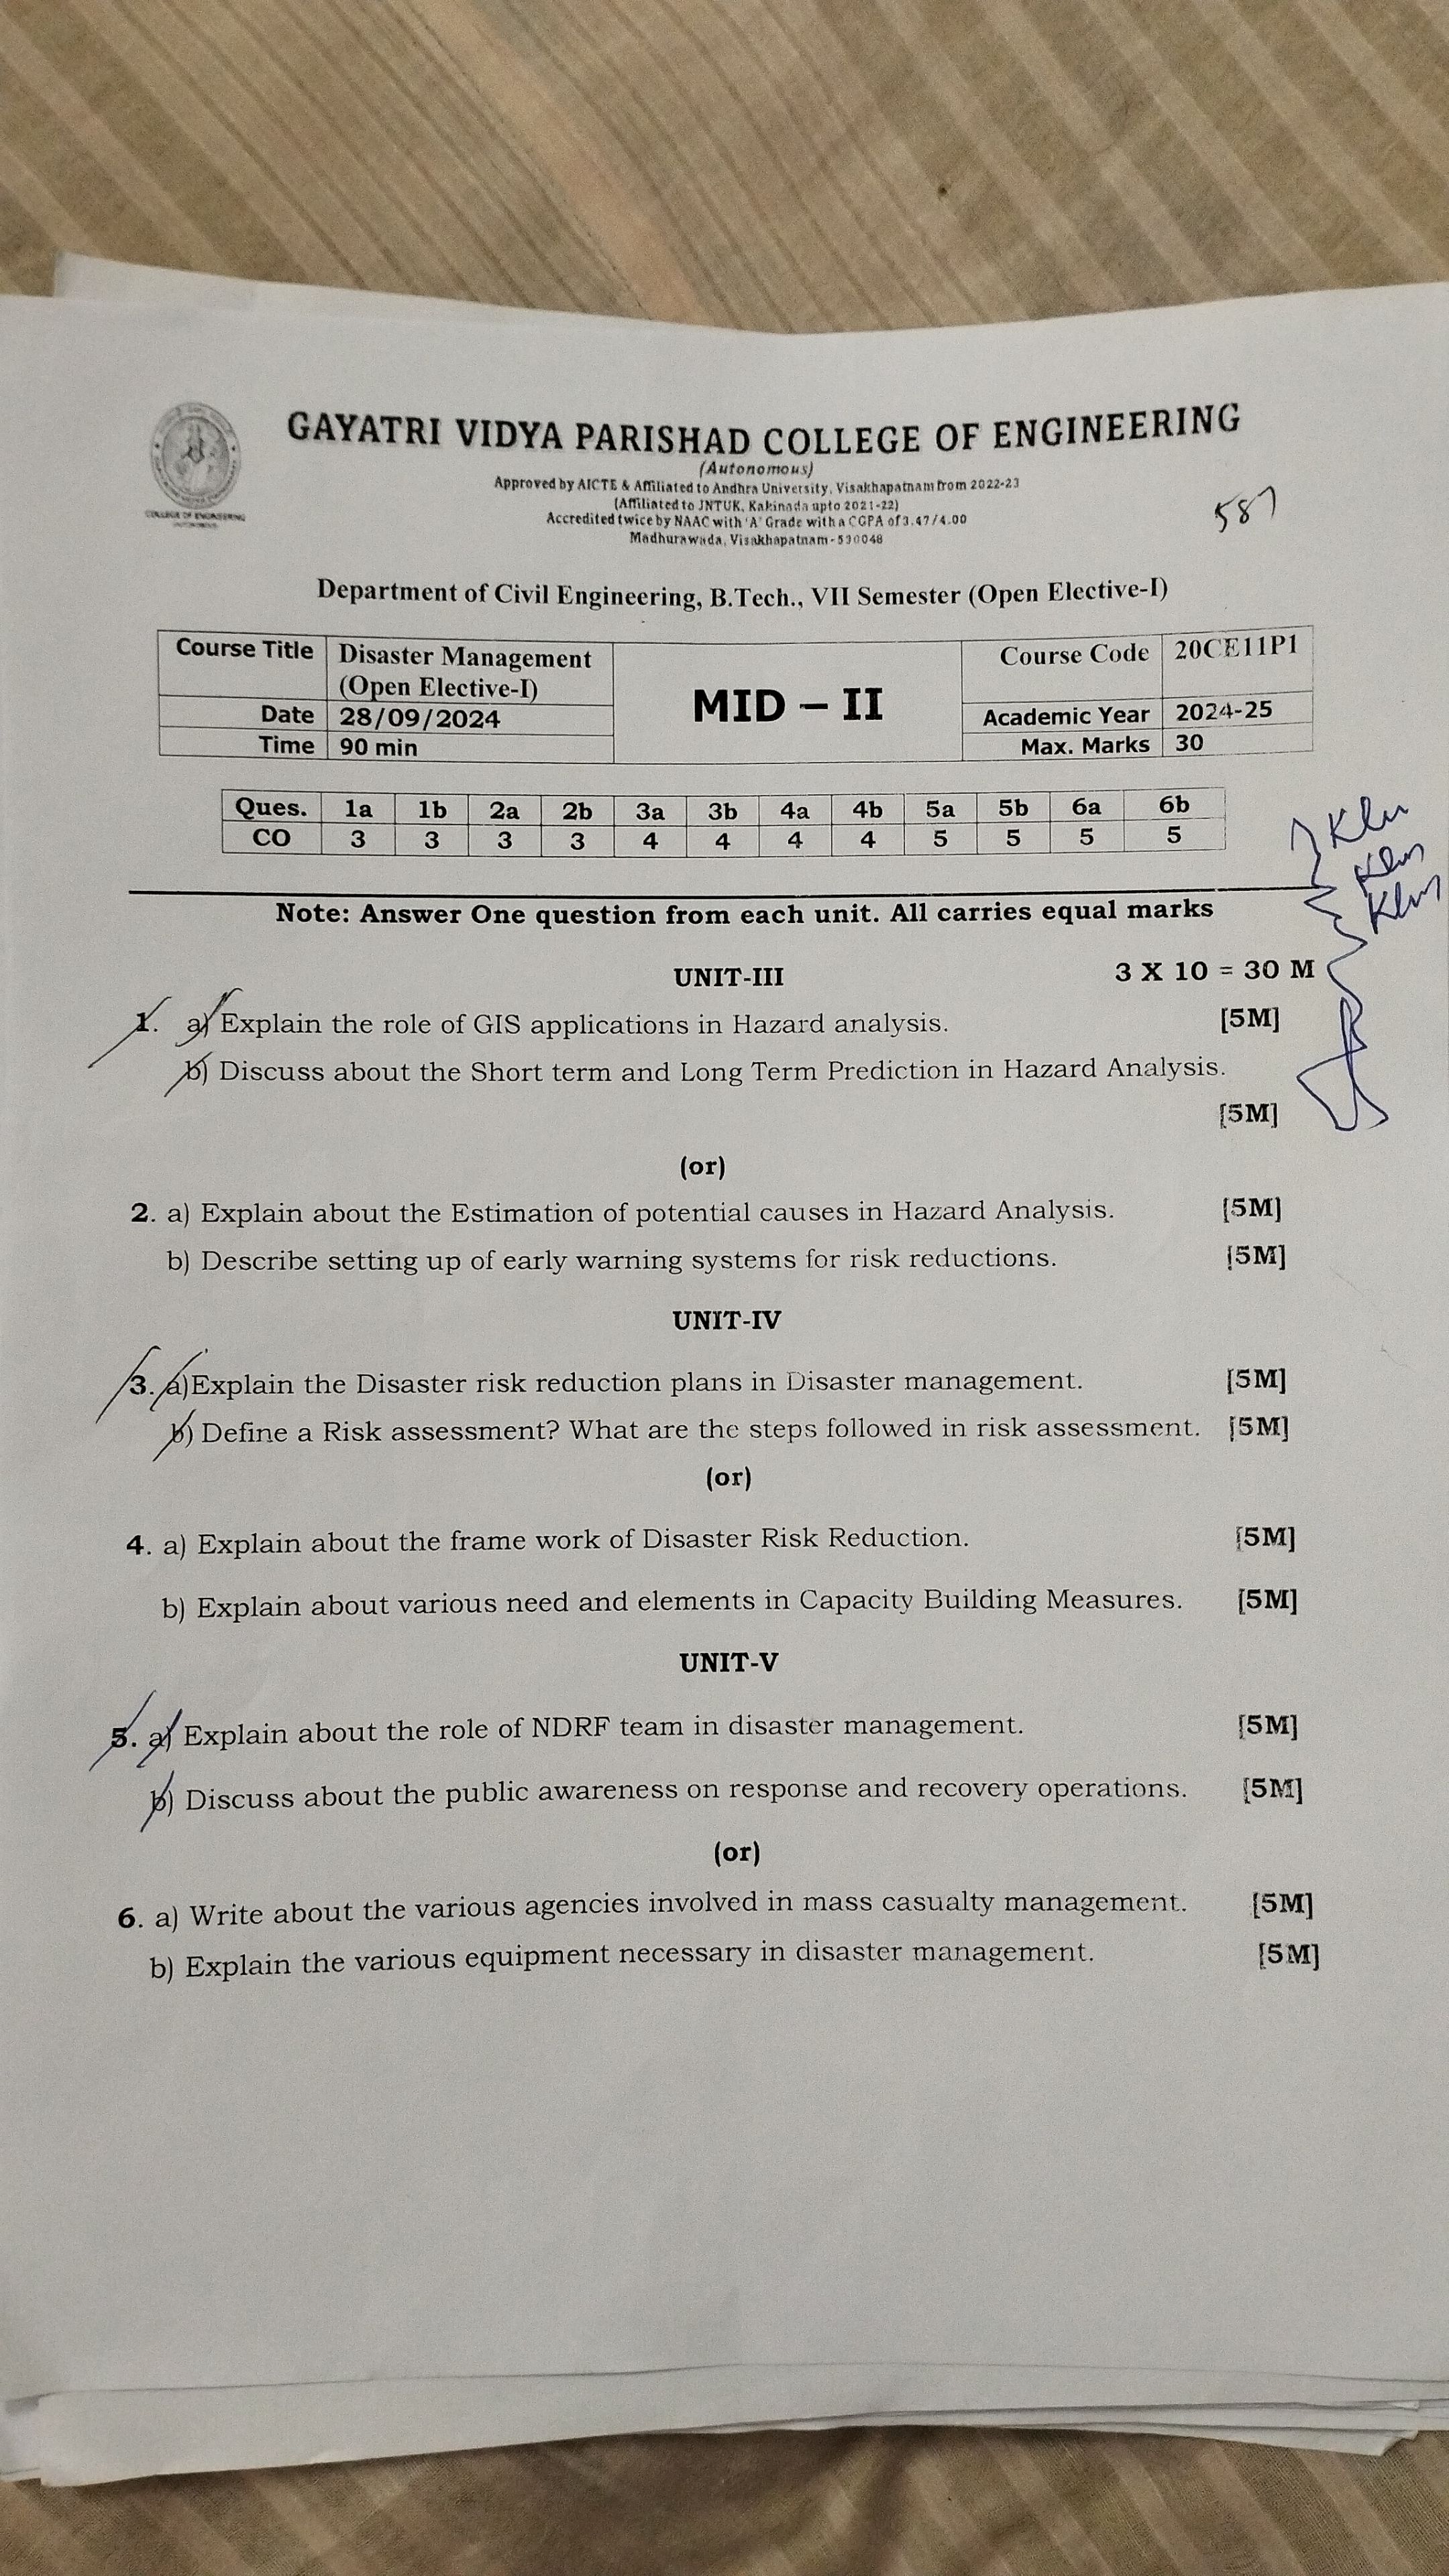 GAYATRI VIDYA PARISHAD COLLEGE OF ENGINEERING
(Autonomous)
Approved by AICTE & Affiliated to Andhra University, Visakhapatnam from 2022-23
(Affiliated to JNTUK, Kakinada upto 2021-22)
Accredited twice by NAAC with 'A' Grade with a CGPA of 3.47/4.00
Madhurawada, Visakhapatnam - 530048
COLLEGE OF ENGINEERING
587
Department of Civil Engineering, B.Tech., VII Semester (Open Elective-I)
Course Title Disaster Management (Open Elective-I) MID – II Course Code 20CE11P1
Date 28/09/2024 Academic Year 2024-25
Time 90 min Max. Marks 30
Ques. 1a 1b 2a 2b 3a 3b 4a 4b 5a 5b 6a 6b
CO 3 3 3 3 4 4 4 4 5 5 5 5
Note: Answer One question from each unit. All carries equal marks
UNIT-III 3 X 10 = 30 M
1. a) Explain the role of GIS applications in Hazard analysis. [5M]
b) Discuss about the Short term and Long Term Prediction in Hazard Analysis.
[5M]
(or)
2. a) Explain about the Estimation of potential causes in Hazard Analysis. [5M]
b) Describe setting up of early warning systems for risk reductions. [5M]
UNIT-IV
3. a)Explain the Disaster risk reduction plans in Disaster management. [5M]
b) Define a Risk assessment? What are the steps followed in risk assessment. [5M]
(or)
4. a) Explain about the frame work of Disaster Risk Reduction. [5M]
b) Explain about various need and elements in Capacity Building Measures. [5M]
UNIT-V
5. a) Explain about the role of NDRF team in disaster management. [5M]
b) Discuss about the public awareness on response and recovery operations. [5M]
(or)
6. a) Write about the various agencies involved in mass casualty management. [5M]
b) Explain the various equipment necessary in disaster management. [5M]